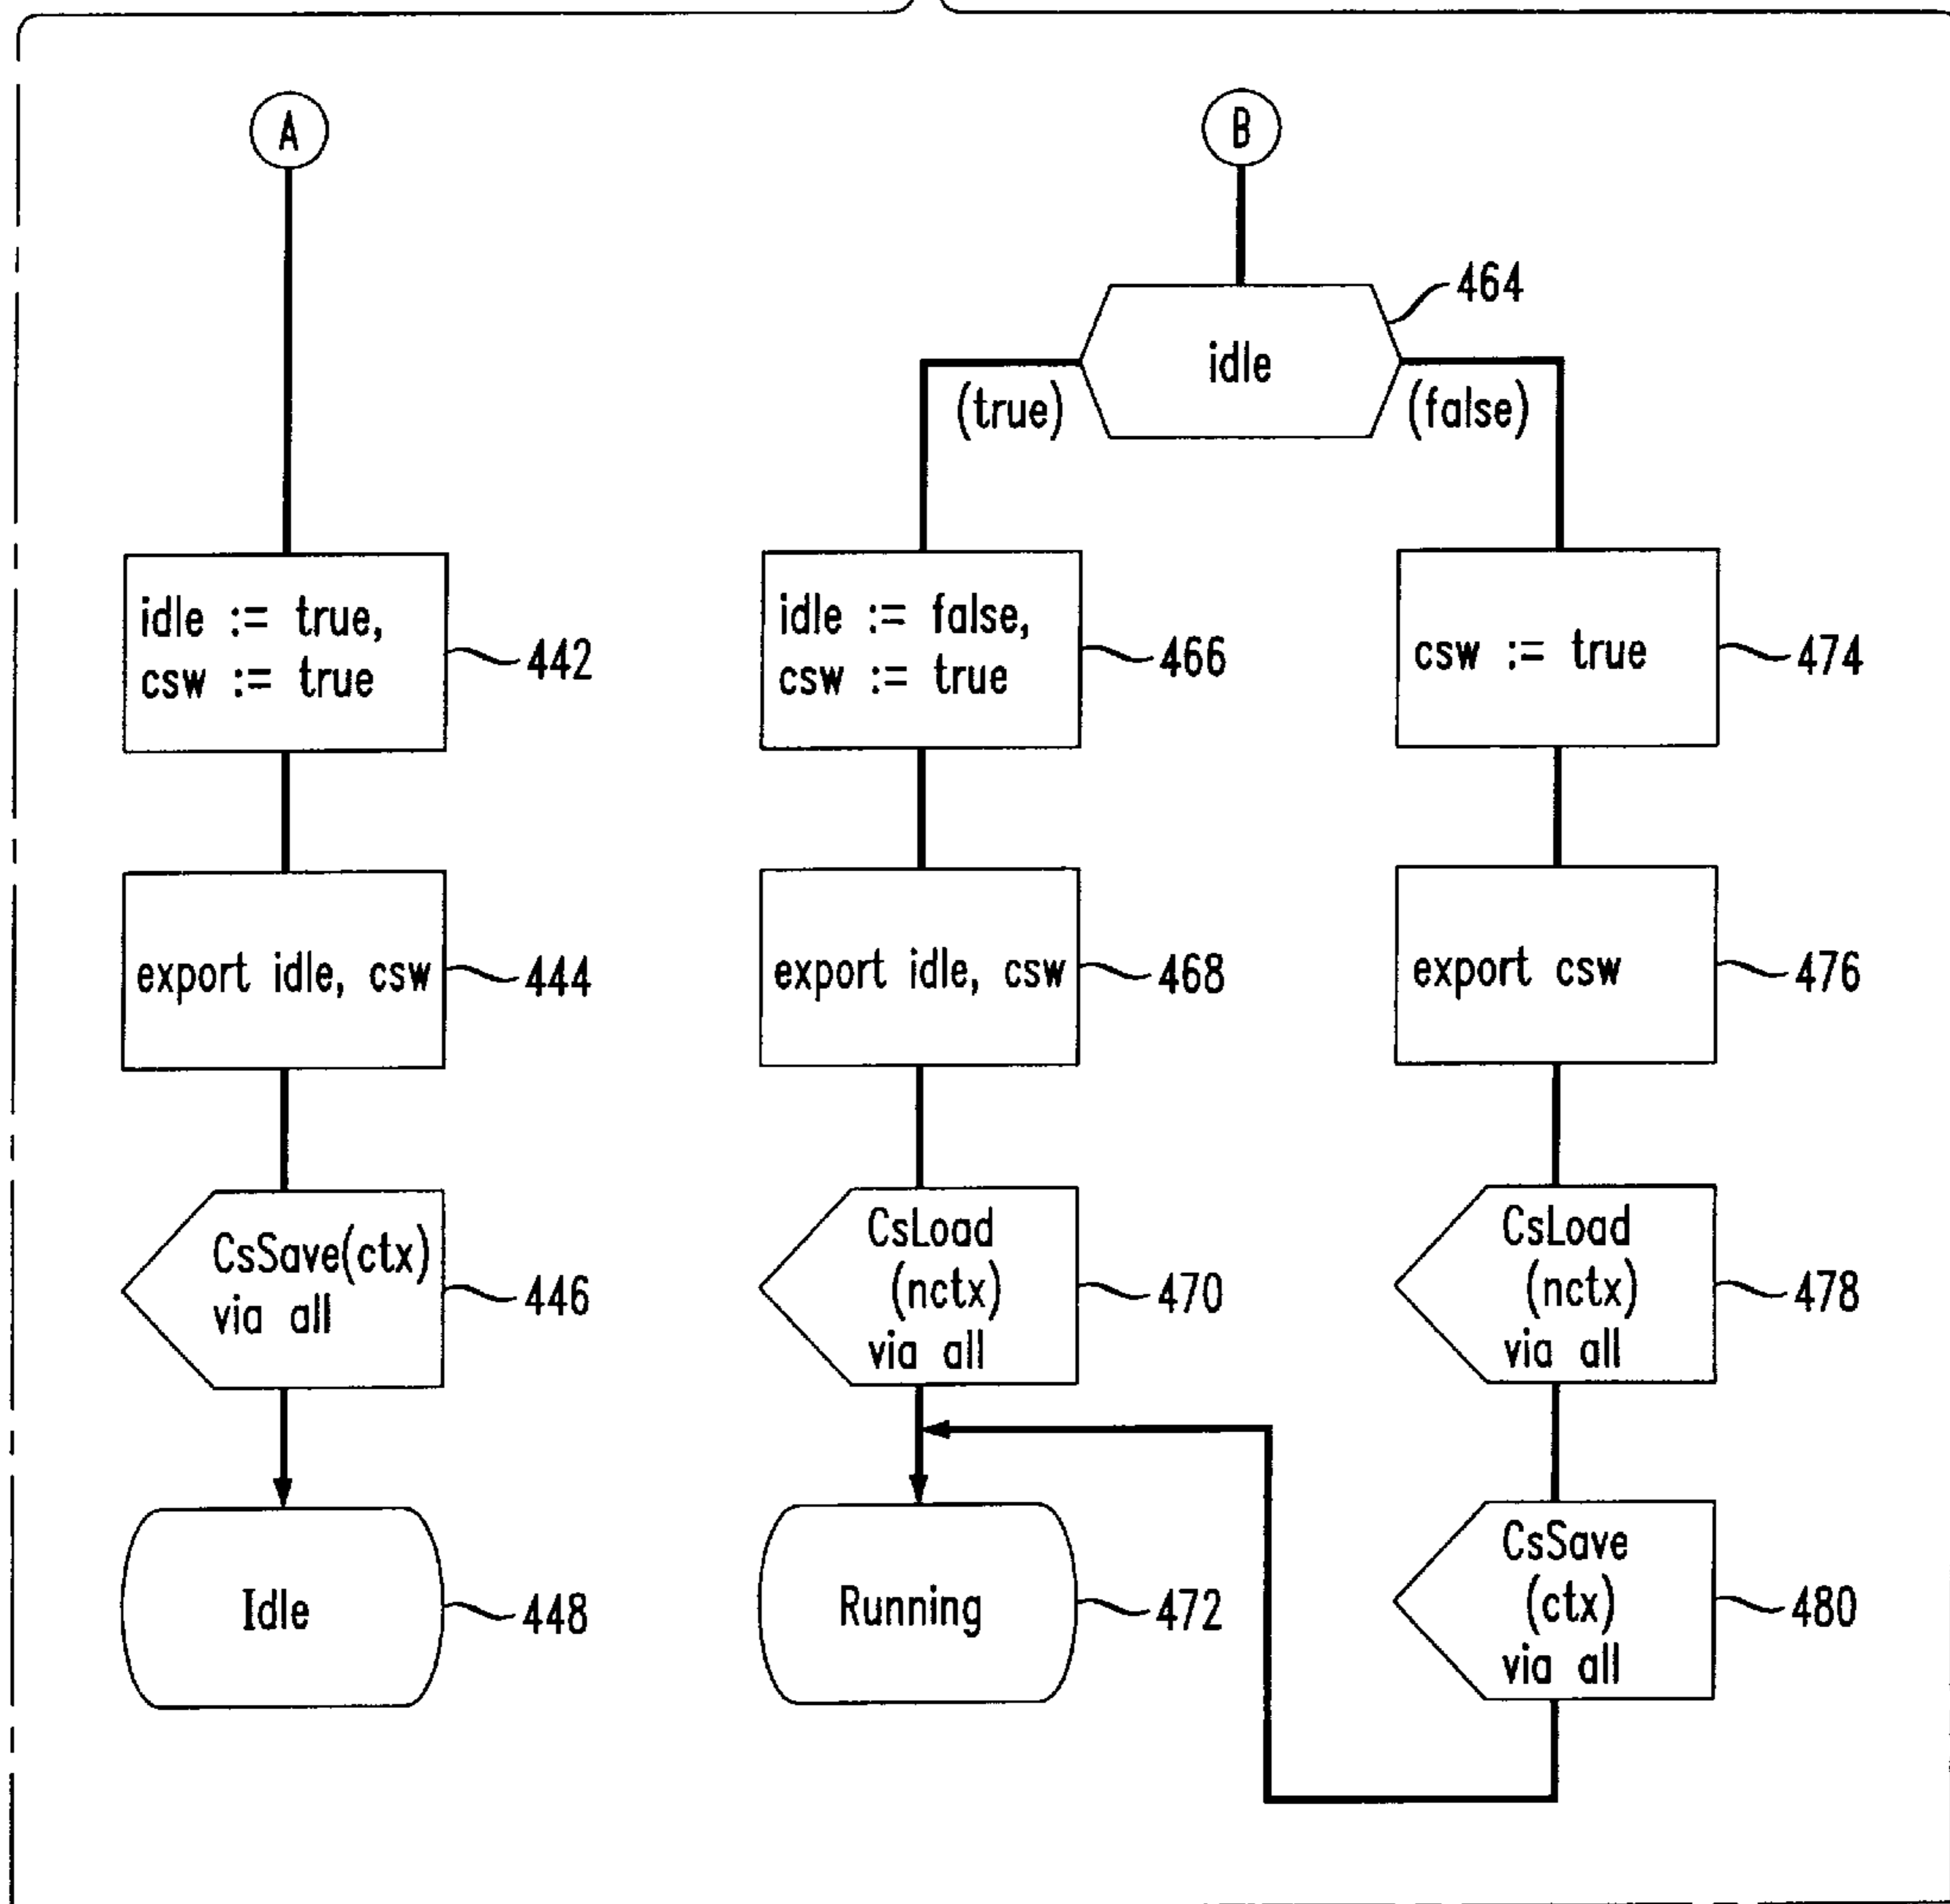 A
B
464
idle
(true)
(false)
idle := true,
csw := true
442
idle := false,
csw := true
466
csw := true
474
export idle, csw
444
export idle, csw
468
export csw
476
CsSave(ctx)
via all
446
CsLoad
(nctx)
via all
470
CsLoad
(nctx)
via all
478
Idle
448
Running
472
CsSave
(ctx)
via all
480